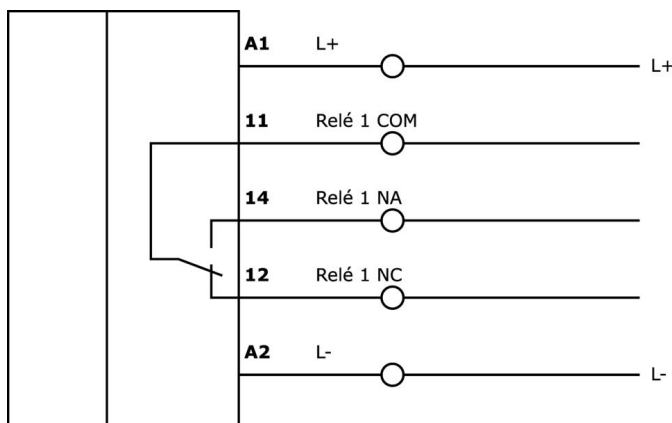 A1 L+
L+
11 Relé 1 COM
14 Relé 1 NA
12 Relé 1 NC
A2 L-
L-